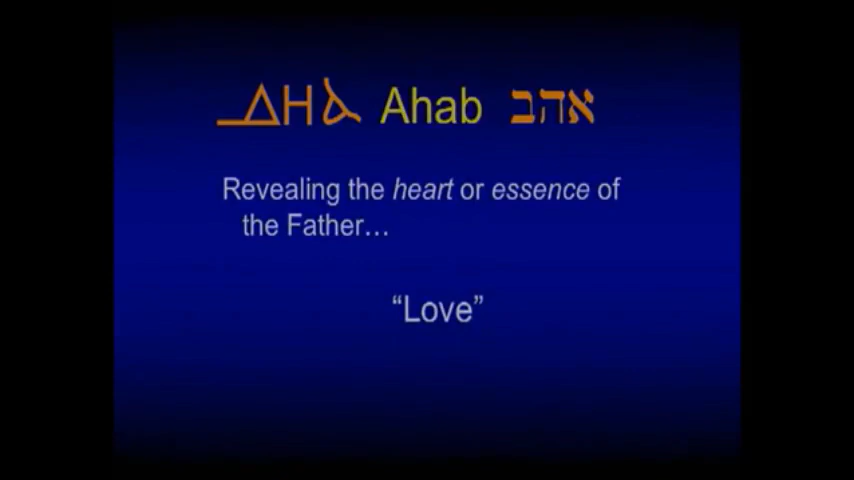 Ahab אהב
Revealing the heart or essence of
the Father…
“Love”